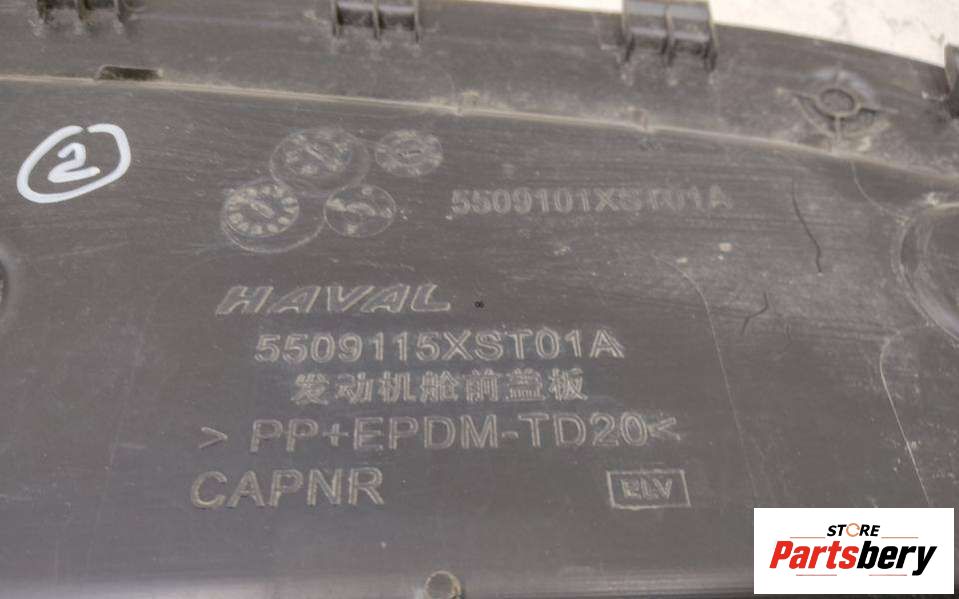 2
5509101XST01A
HAVAL
5509115XST01A
发动机舱前盖板
>PP+EPDM-TD20<
CAPNR
ELV
STORE
Partsbery